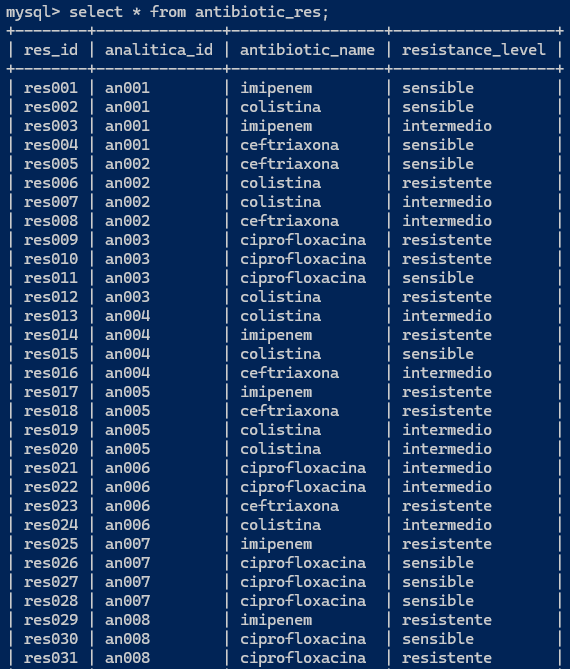 mysql> select * from antibiotic_res;
+--------+--------------+-----------------+------------------+
| res_id | analitica_id | antibiotic_name | resistance_level |
+--------+--------------+-----------------+------------------+
| res001 | an001        | imipenem        | sensible         |
| res002 | an001        | colistina       | sensible         |
| res003 | an001        | imipenem        | intermedio       |
| res004 | an001        | ceftriaxona     | sensible         |
| res005 | an002        | ceftriaxona     | sensible         |
| res006 | an002        | colistina       | resistente       |
| res007 | an002        | colistina       | intermedio       |
| res008 | an002        | ceftriaxona     | intermedio       |
| res009 | an003        | ciprofloxacina  | resistente       |
| res010 | an003        | ciprofloxacina  | resistente       |
| res011 | an003        | ciprofloxacina  | sensible         |
| res012 | an003        | colistina       | resistente       |
| res013 | an004        | colistina       | intermedio       |
| res014 | an004        | imipenem        | resistente       |
| res015 | an004        | colistina       | sensible         |
| res016 | an004        | ceftriaxona     | intermedio       |
| res017 | an005        | imipenem        | resistente       |
| res018 | an005        | ceftriaxona     | resistente       |
| res019 | an005        | colistina       | intermedio       |
| res020 | an005        | colistina       | intermedio       |
| res021 | an006        | ciprofloxacina  | intermedio       |
| res022 | an006        | ciprofloxacina  | intermedio       |
| res023 | an006        | ceftriaxona     | resistente       |
| res024 | an006        | colistina       | intermedio       |
| res025 | an007        | imipenem        | resistente       |
| res026 | an007        | ciprofloxacina  | sensible         |
| res027 | an007        | ciprofloxacina  | sensible         |
| res028 | an007        | ciprofloxacina  | sensible         |
| res029 | an008        | imipenem        | resistente       |
| res030 | an008        | ciprofloxacina  | sensible         |
| res031 | an008        | ciprofloxacina  | resistente       |